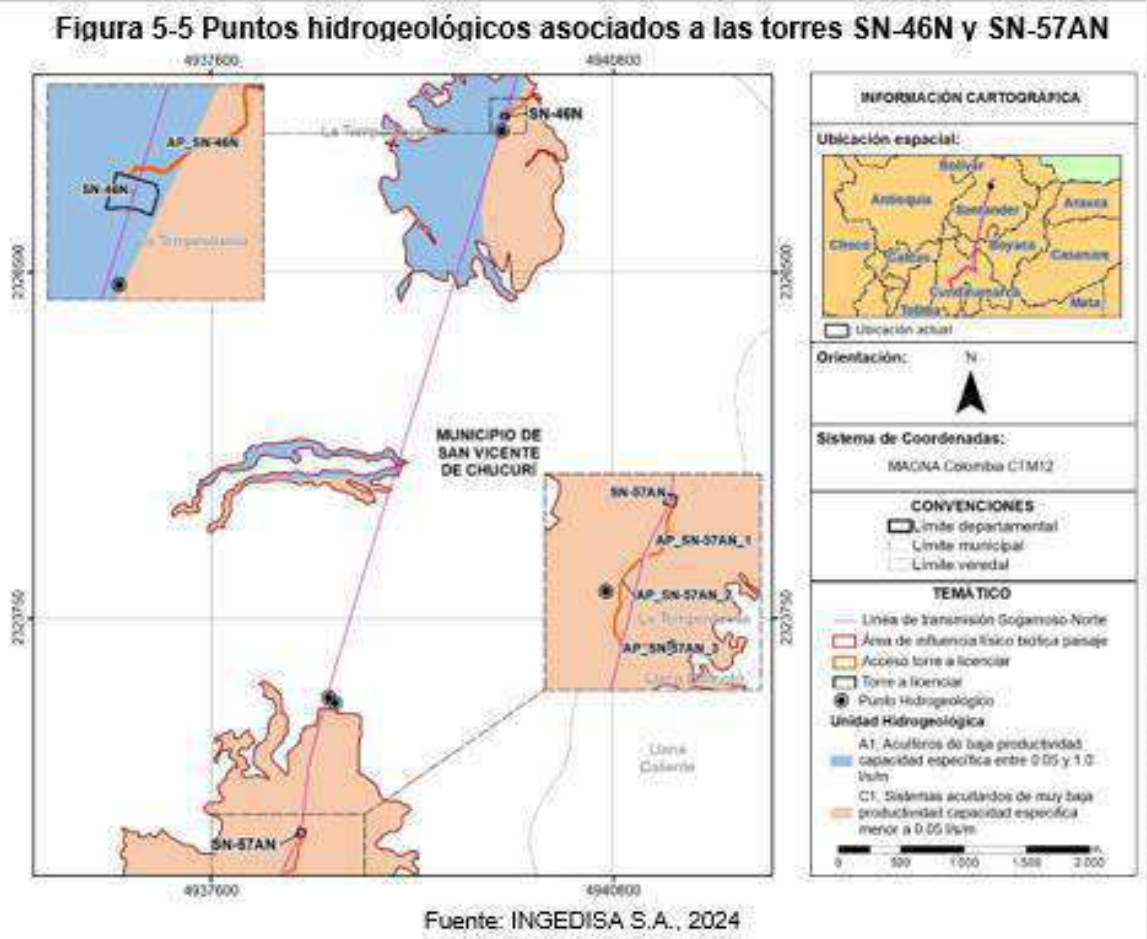 Figura 5-5 Puntos hidrogeológicos asociados a las torres SN-46N y SN-57AN
4937600
4940800
AP_SN-46N
SN-46N
La Tempestuosa
La Tempestuosa
SN-46N
2326500
2326500
MUNICIPIO DE
SAN VICENTE
DE CHUCURÍ
SN-57AN
AP_SN-57AN_1
AP_SN-57AN_2
AP_SN-57AN_3
2323750
2323750
Llana
Caliente
SN-57AN
4937600
4940800
INFORMACIÓN CARTOGRÁFICA
Ubicación espacial:
Bolívar
Antioquia
Santander
Arauca
Chocó
Boyacá
Caldas
Casanare
Cundinamarca
Tolima
Meta
Ubicación actual
Orientación:
N
Sistema de Coordenadas:
MAGNA Colombia CTM12
CONVENCIONES
Límite departamental
Límite municipal
Límite veredal
TEMÁTICO
Línea de transmisión Sogamoso Norte
Área de influencia físico biótica paisaje
Acceso torre a licenciar
Torre a licenciar
Punto Hidrogeológico
Unidad Hidrogeológica
A1, Acuíferos de baja productividad,
capacidad específica entre 0.05 y 1.0
l/s/m
C1, Sistemas acuitardos de muy baja
productividad capacidad especifica
menor a 0.05 l/s/m
0 500 1.000 1.500 2.000
Fuente: INGEDISA S.A., 2024